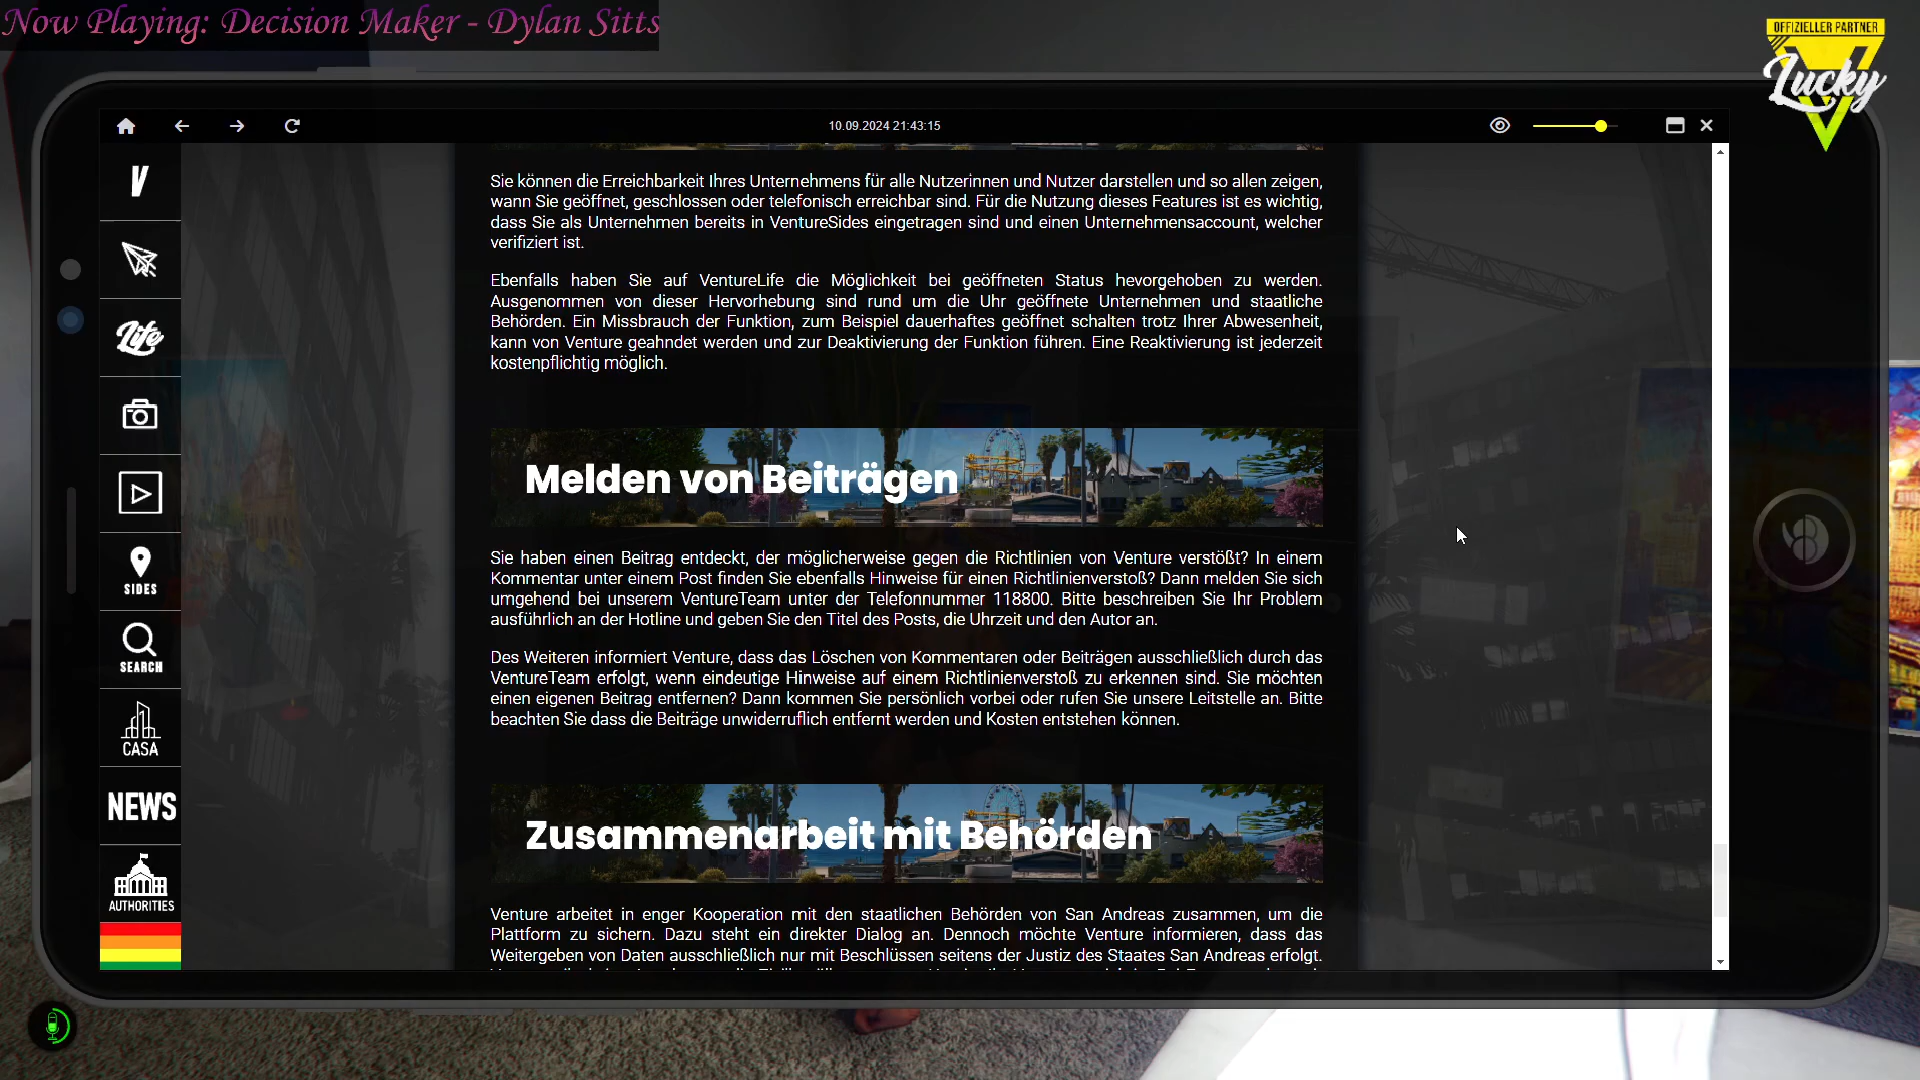 Now Playing: Decision Maker - Dylan Sitts
OFFIZIELLER PARTNER
Lucky
10.09.2024 21:43:15
V
Life
SIDES
SEARCH
CASA
NEWS
AUTHORITIES
Sie können die Erreichbarkeit Ihres Unternehmens für alle Nutzerinnen und Nutzer darstellen und so allen zeigen,
wann Sie geöffnet, geschlossen oder telefonisch erreichbar sind. Für die Nutzung dieses Features ist es wichtig,
dass Sie als Unternehmen bereits in VentureSides eingetragen sind und einen Unternehmensaccount, welcher
verifiziert ist.
Ebenfalls haben Sie auf VentureLife die Möglichkeit bei geöffneten Status hevorgehoben zu werden.
Ausgenommen von dieser Hervorhebung sind rund um die Uhr geöffnete Unternehmen und staatliche
Behörden. Ein Missbrauch der Funktion, zum Beispiel dauerhaftes geöffnet schalten trotz Ihrer Abwesenheit,
kann von Venture geahndet werden und zur Deaktivierung der Funktion führen. Eine Reaktivierung ist jederzeit
kostenpflichtig möglich.
Melden von Beiträgen
Sie haben einen Beitrag entdeckt, der möglicherweise gegen die Richtlinien von Venture verstößt? In einem
Kommentar unter einem Post finden Sie ebenfalls Hinweise für einen Richtlinienverstoß? Dann melden Sie sich
umgehend bei unserem VentureTeam unter der Telefonnummer 118800. Bitte beschreiben Sie Ihr Problem
ausführlich an der Hotline und geben Sie den Titel des Posts, die Uhrzeit und den Autor an.
Des Weiteren informiert Venture, dass das Löschen von Kommentaren oder Beiträgen ausschließlich durch das
VentureTeam erfolgt, wenn eindeutige Hinweise auf einem Richtlinienverstoß zu erkennen sind. Sie möchten
einen eigenen Beitrag entfernen? Dann kommen Sie persönlich vorbei oder rufen Sie unsere Leitstelle an. Bitte
beachten Sie dass die Beiträge unwiderruflich entfernt werden und Kosten entstehen können.
Zusammenarbeit mit Behörden
Venture arbeitet in enger Kooperation mit den staatlichen Behörden von San Andreas zusammen, um die
Plattform zu sichern. Dazu steht ein direkter Dialog an. Dennoch möchte Venture informieren, dass das
Weitergeben von Daten ausschließlich nur mit Beschlüssen seitens der Justiz des Staates San Andreas erfolgt.